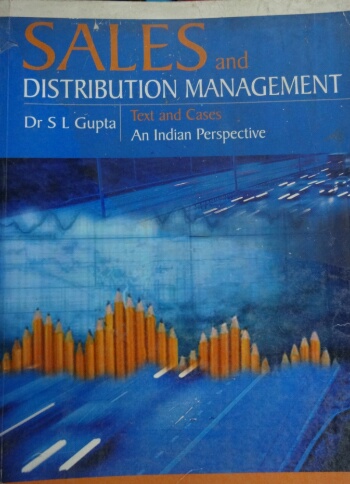 SALES and
DISTRIBUTION MANAGEMENT
Dr S L Gupta
Text and Cases
An Indian Perspective